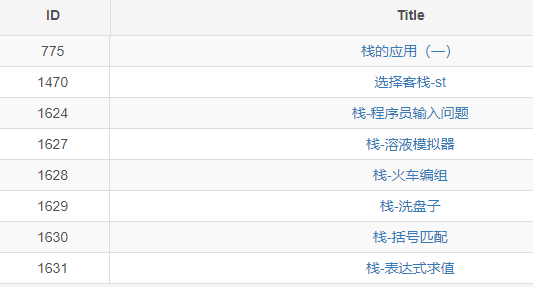 ID Title
775 栈的应用（一）
1470 选择客栈-st
1624 栈-程序员输入问题
1627 栈-溶液模拟器
1628 栈-火车编组
1629 栈-洗盘子
1630 栈-括号匹配
1631 栈-表达式求值